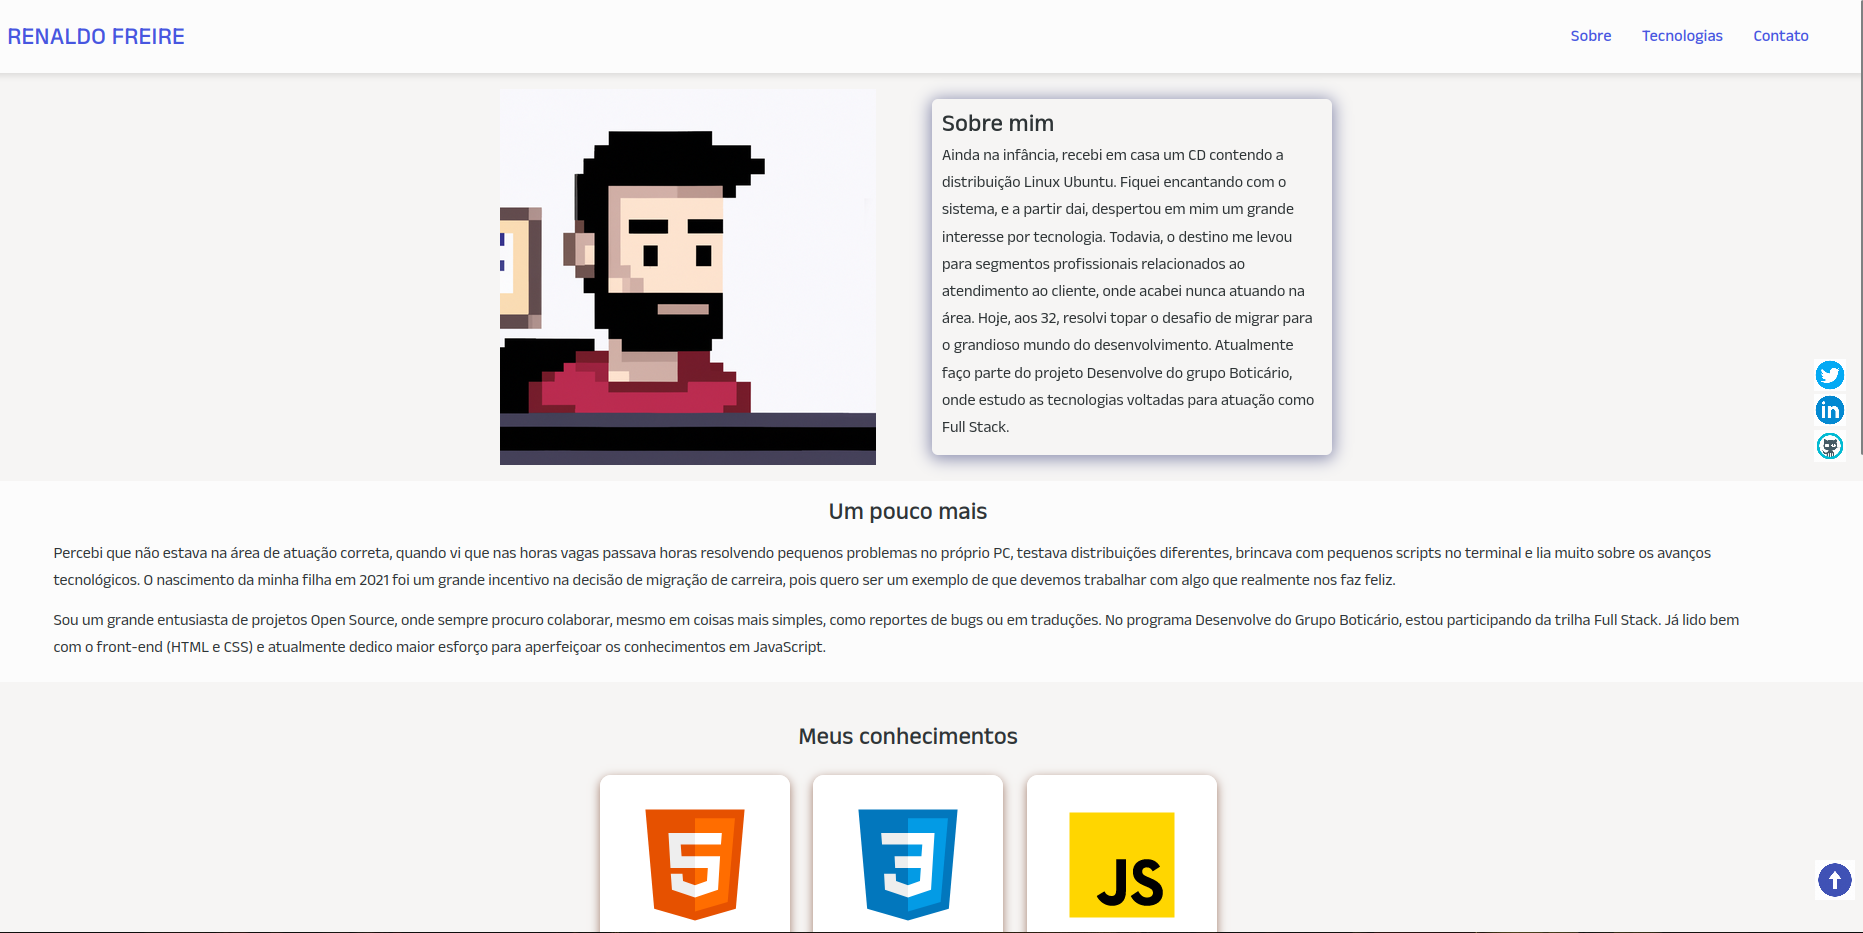 RENALDO FREIRE
Sobre
Tecnologias
Contato
Sobre mim
Ainda na infância, recebi em casa um CD contendo a
distribuição Linux Ubuntu. Fiquei encantando com o
sistema, e a partir dai, despertou em mim um grande
interesse por tecnologia. Todavia, o destino me levou
para segmentos profissionais relacionados ao
atendimento ao cliente, onde acabei nunca atuando na
área. Hoje, aos 32, resolvi topar o desafio de migrar para
o grandioso mundo do desenvolvimento. Atualmente
faço parte do projeto Desenvolve do grupo Boticário,
onde estudo as tecnologias voltadas para atuação como
Full Stack.
in
Um pouco mais
Percebi que não estava na área de atuação correta, quando vi que nas horas vagas passava horas resolvendo pequenos problemas no próprio PC, testava distribuições diferentes, brincava com pequenos scripts no terminal e lia muito sobre os avanços
tecnológicos. O nascimento da minha filha em 2021 foi um grande incentivo na decisão de migração de carreira, pois quero ser um exemplo de que devemos trabalhar com algo que realmente nos faz feliz.
Sou um grande entusiasta de projetos Open Source, onde sempre procuro colaborar, mesmo em coisas mais simples, como reportes de bugs ou em traduções. No programa Desenvolve do Grupo Boticário, estou participando da trilha Full Stack. Já lido bem
com o front-end (HTML e CSS) e atualmente dedico maior esforço para aperfeiçoar os conhecimentos em JavaScript.
Meus conhecimentos
5
3
JS